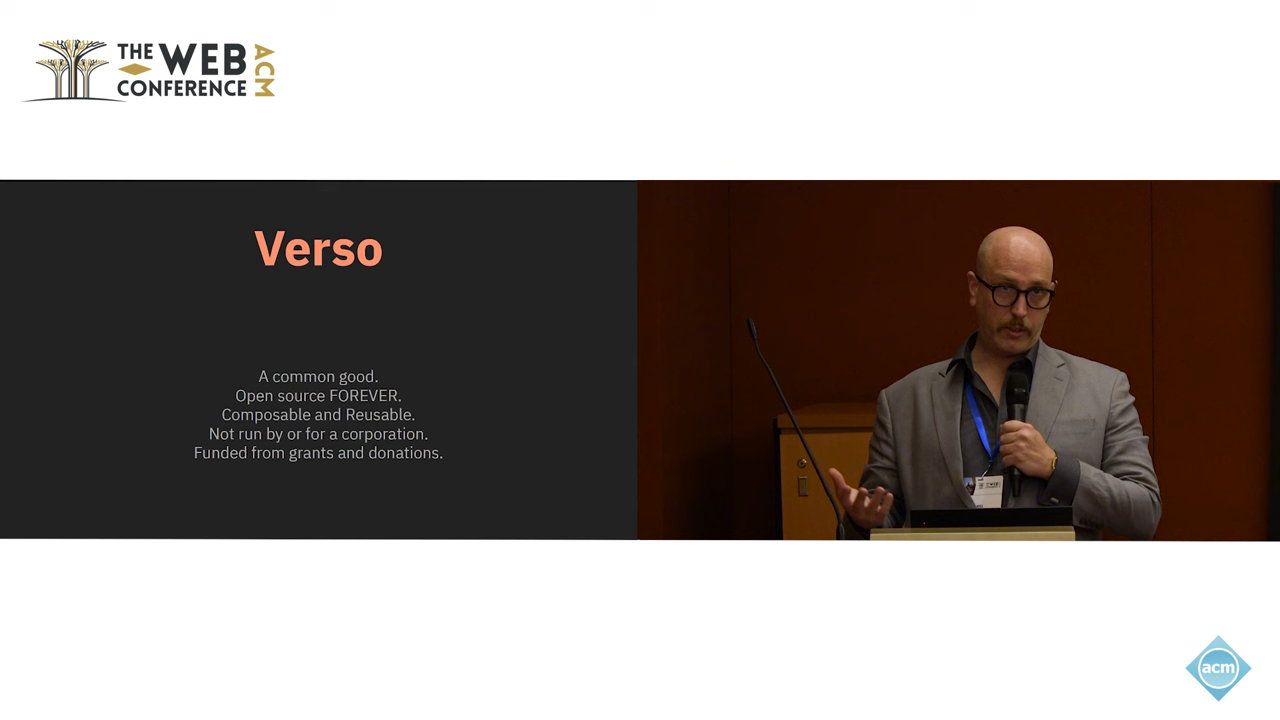 THE WEB
CONFERENCE
ACM
Verso
A common good.
Open source FOREVER.
Composable and Reusable.
Not run by or for a corporation.
Funded from grants and donations.
acm